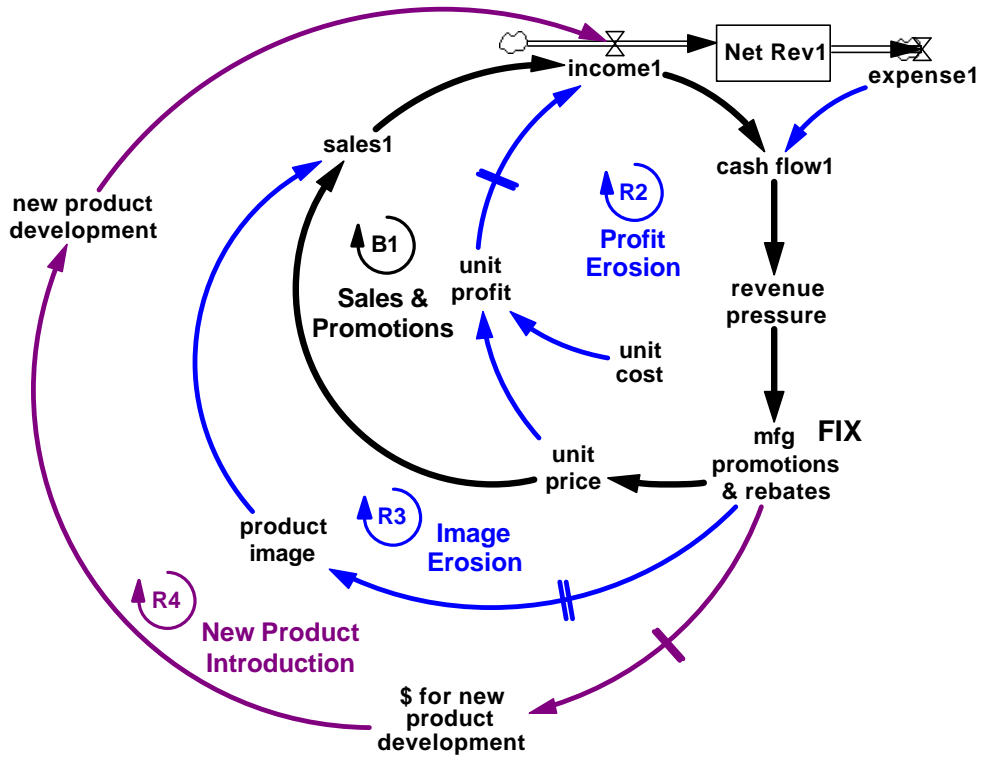 Net Rev1
income1
expense1
sales1
cash flow1
new product
development
R2
Profit
Erosion
B1
Sales &
Promotions
unit
profit
revenue
pressure
unit
cost
FIX
mfg
promotions
& rebates
unit
price
R3
Image
Erosion
product
image
R4
New Product
Introduction
$ for new
product
development